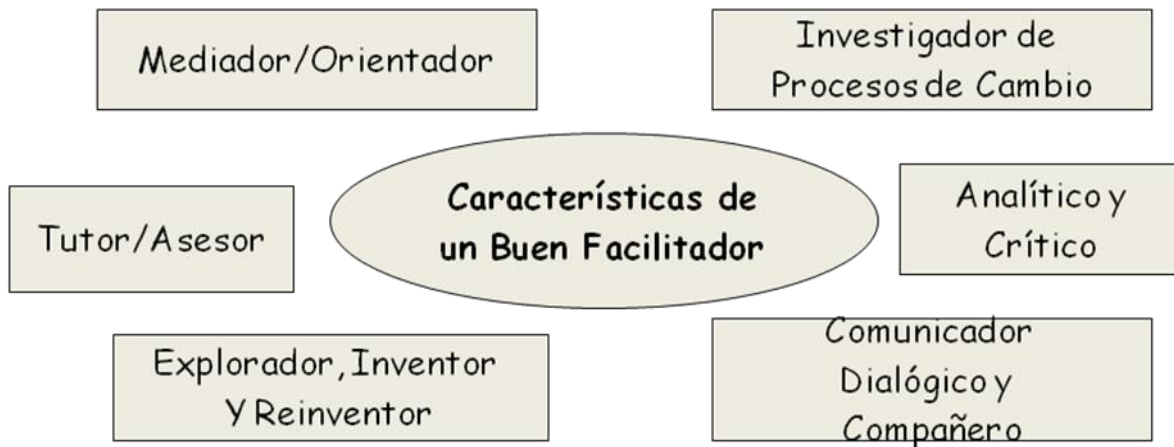 Mediador/Orientador
Investigador de
Procesos de Cambio
Características de
un Buen Facilitador
Tutor/Asesor
Analítico y
Crítico
Explorador, Inventor
Y Reinventor
Comunicador
Dialógico y
Compañero